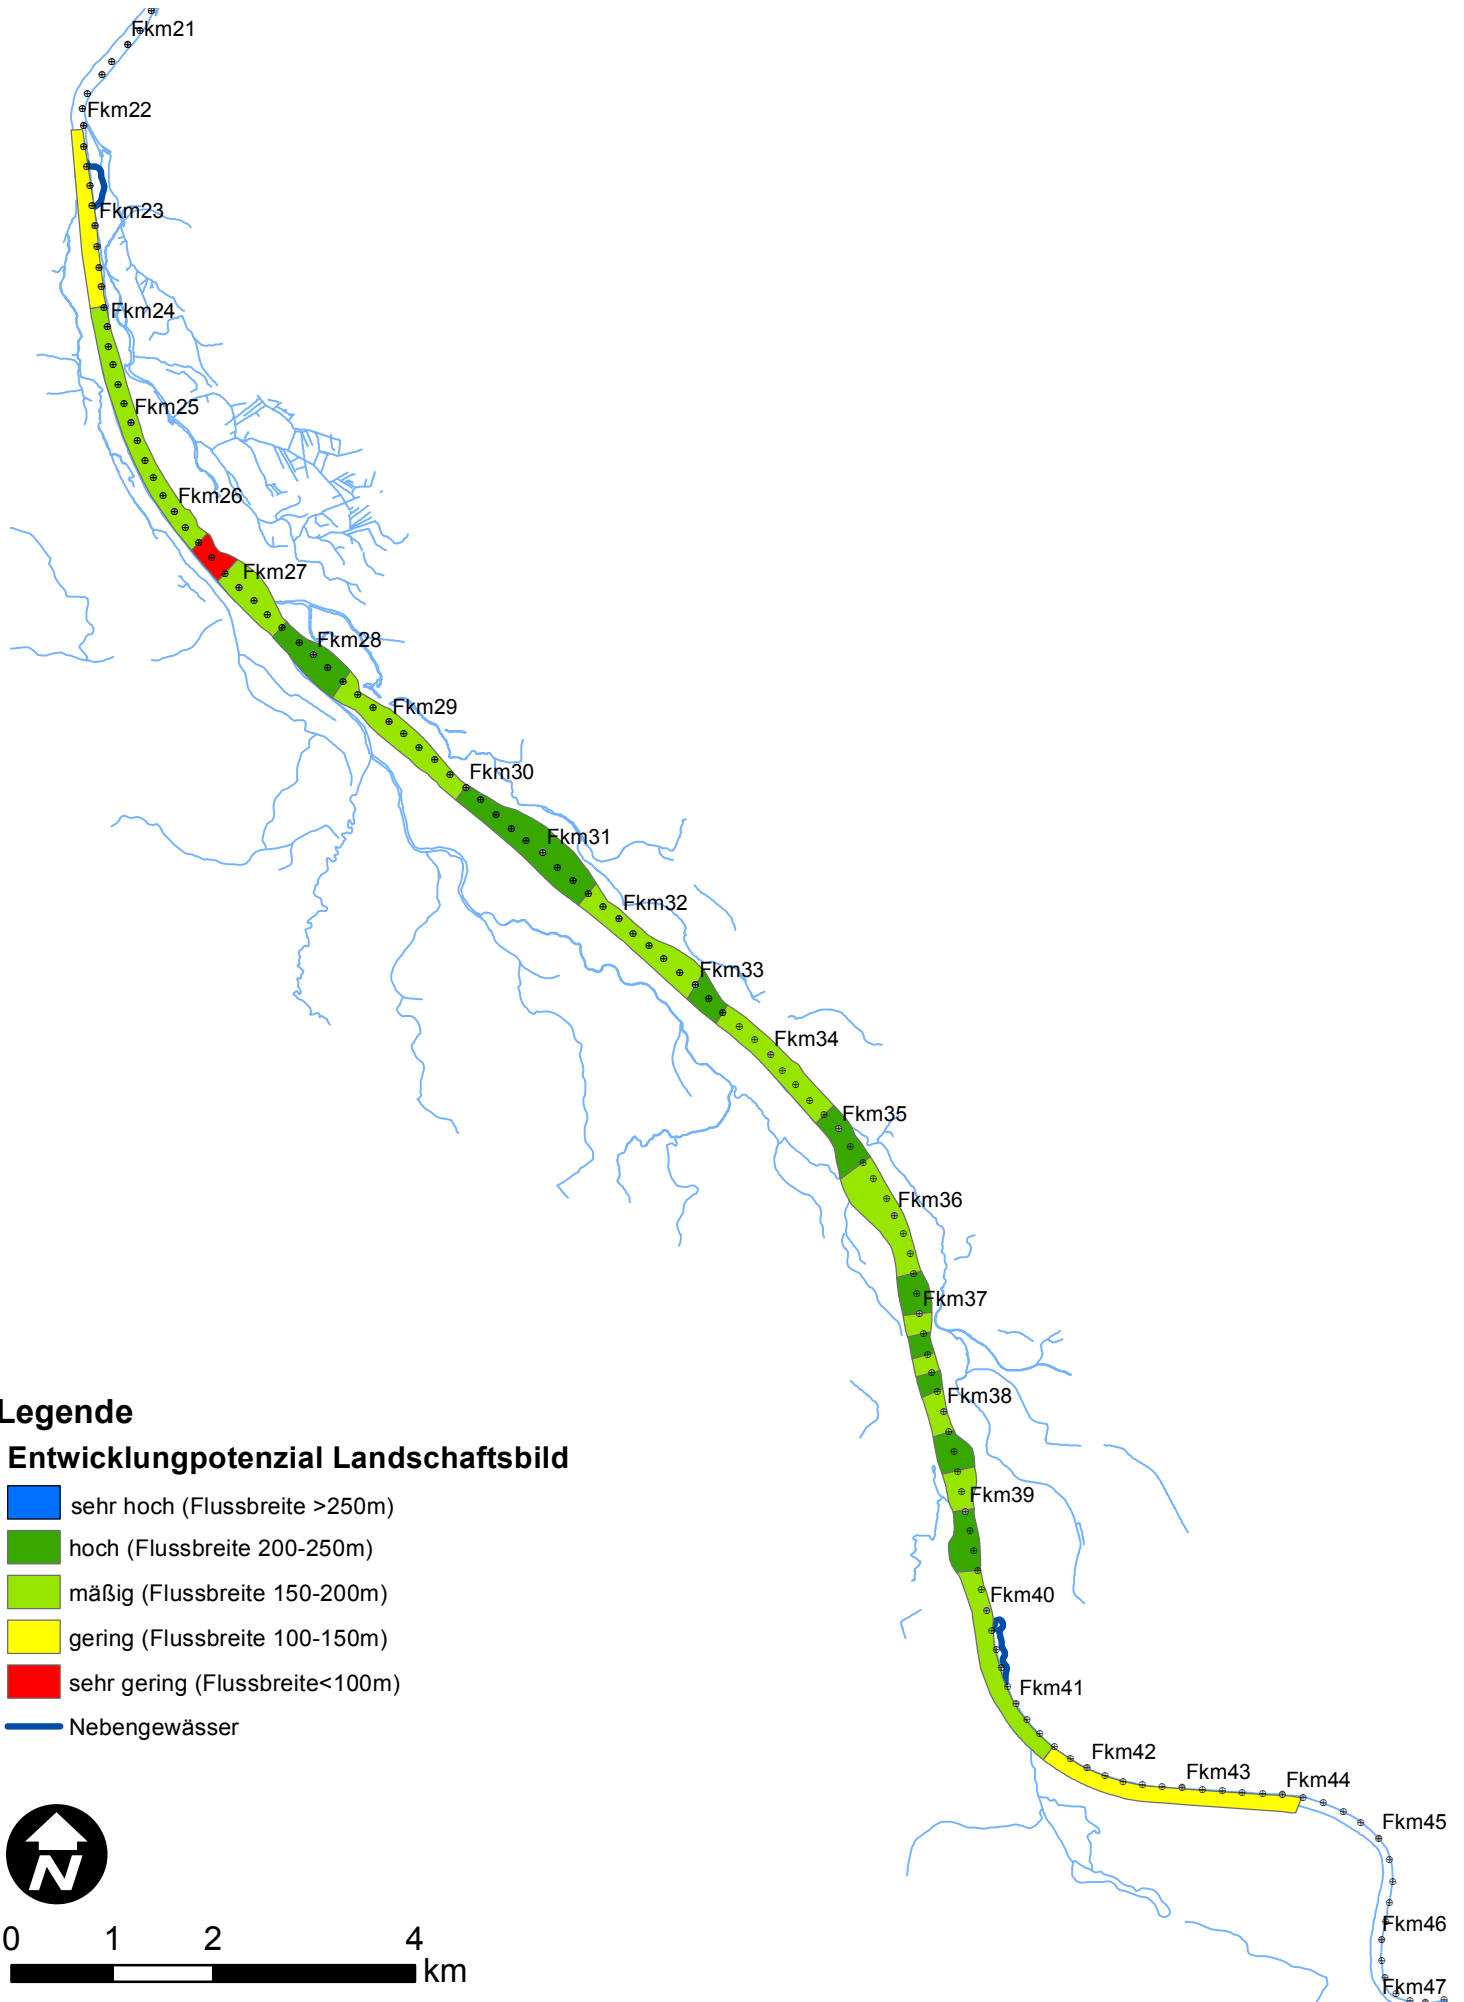 Fkm21
Fkm22
Fkm23
Fkm24
Fkm25
Fkm26
Fkm27
Fkm28
Fkm29
Fkm30
Fkm31
Fkm32
Fkm33
Fkm34
Fkm35
Fkm36
Fkm37
Fkm38
Fkm39
Fkm40
Fkm41
Fkm42
Fkm43
Fkm44
Fkm45
Fkm46
Fkm47
Legende
Entwicklungpotenzial Landschaftsbild
sehr hoch (Flussbreite >250m)
hoch (Flussbreite 200-250m)
mäßig (Flussbreite 150-200m)
gering (Flussbreite 100-150m)
sehr gering (Flussbreite<100m)
Nebengewässer
N
0 1 2 4
km